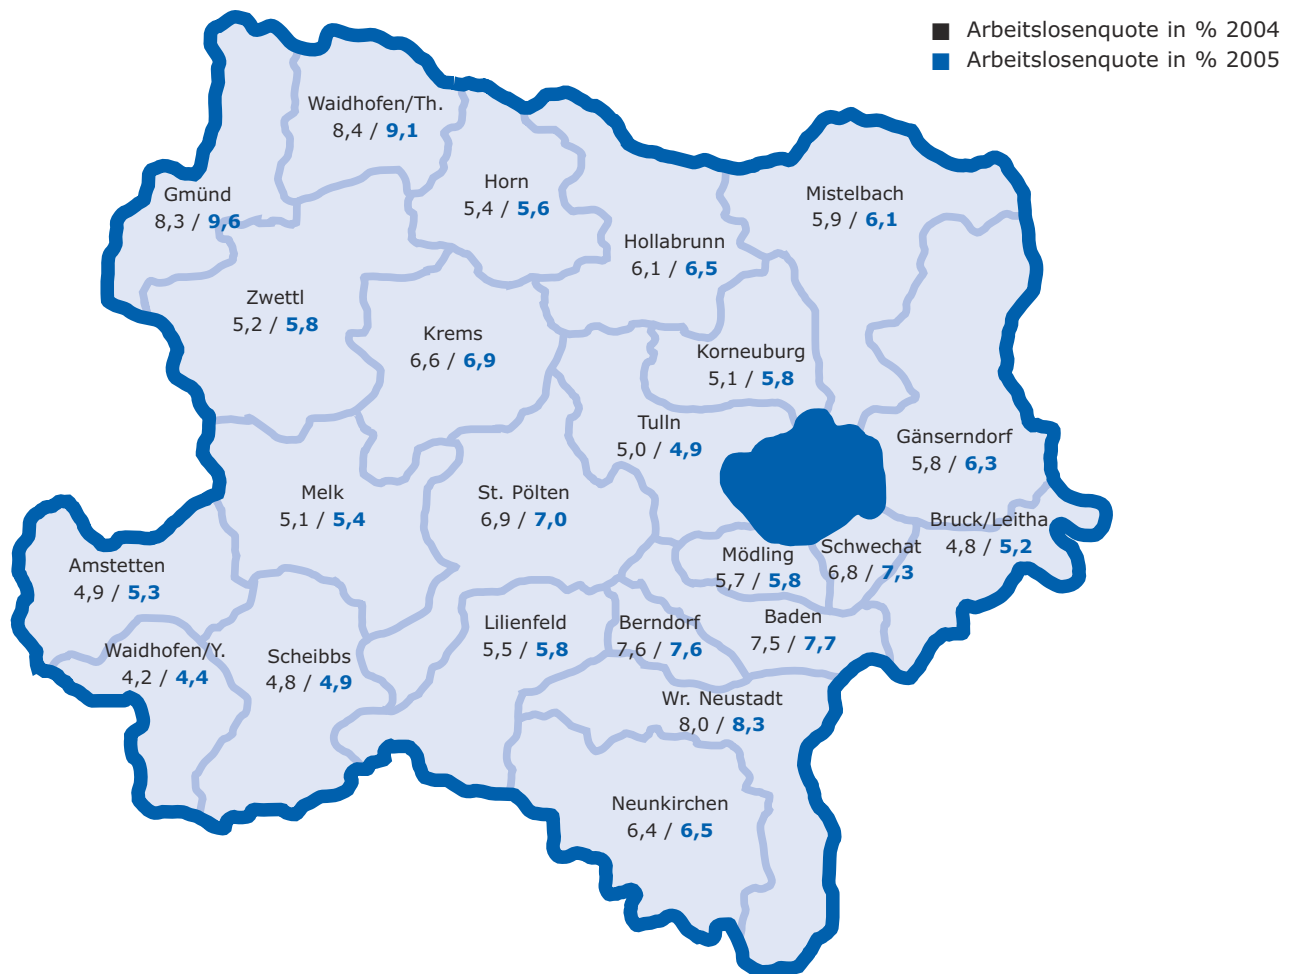 Arbeitslosenquote in % 2004
Arbeitslosenquote in % 2005
Waidhofen/Th.
8,4 / 9,1
Gmünd
8,3 / 9,6
Horn
5,4 / 5,6
Mistelbach
5,9 / 6,1
Hollabrunn
6,1 / 6,5
Zwettl
5,2 / 5,8
Krems
6,6 / 6,9
Korneuburg
5,1 / 5,8
Tulln
5,0 / 4,9
Gänserndorf
5,8 / 6,3
Melk
5,1 / 5,4
St. Pölten
6,9 / 7,0
Bruck/Leitha
4,8 / 5,2
Mödling
5,7 / 5,8
Schwechat
6,8 / 7,3
Amstetten
4,9 / 5,3
Lilienfeld
5,5 / 5,8
Berndorf
7,6 / 7,6
Baden
7,5 / 7,7
Waidhofen/Y.
4,2 / 4,4
Scheibbs
4,8 / 4,9
Wr. Neustadt
8,0 / 8,3
Neunkirchen
6,4 / 6,5